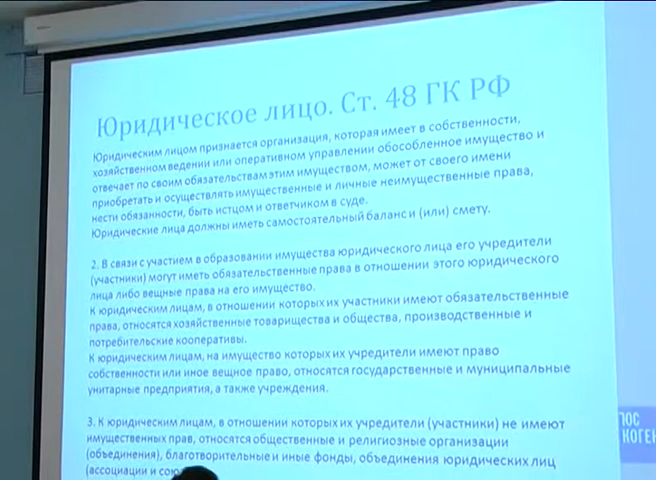 Юридическое лицо. Ст. 48 ГК РФ
Юридическим лицом признается организация, которая имеет в собственности,
хозяйственном ведении или оперативном управлении обособленное имущество и
отвечает по своим обязательствам этим имуществом, может от своего имени
приобретать и осуществлять имущественные и личные неимущественные права,
нести обязанности, быть истцом и ответчиком в суде.
Юридические лица должны иметь самостоятельный баланс и (или) смету.
2. В связи с участием в образовании имущества юридического лица его учредители
(участники) могут иметь обязательственные права в отношении этого юридического
лица либо вещные права на его имущество.
К юридическим лицам, в отношении которых их участники имеют обязательственные
права, относятся хозяйственные товарищества и общества, производственные и
потребительские кооперативы.
К юридическим лицам, на имущество которых их учредители имеют право
собственности или иное вещное право, относятся государственные и муниципальные
унитарные предприятия, а также учреждения.
3. К юридическим лицам, в отношении которых их учредители (участники) не имеют
имущественных прав, относятся общественные и религиозные организации
(объединения), благотворительные и иные фонды, объединения юридических лиц
(ассоциации и